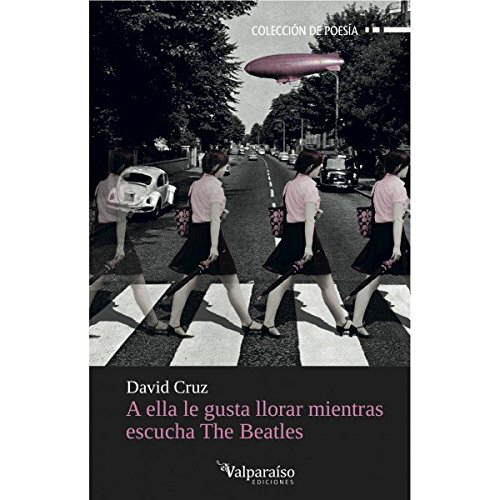 COLECCIÓN DE POESÍA
David Cruz
A ella le gusta llorar mientras
escucha The Beatles
Valparaíso
EDICIONES